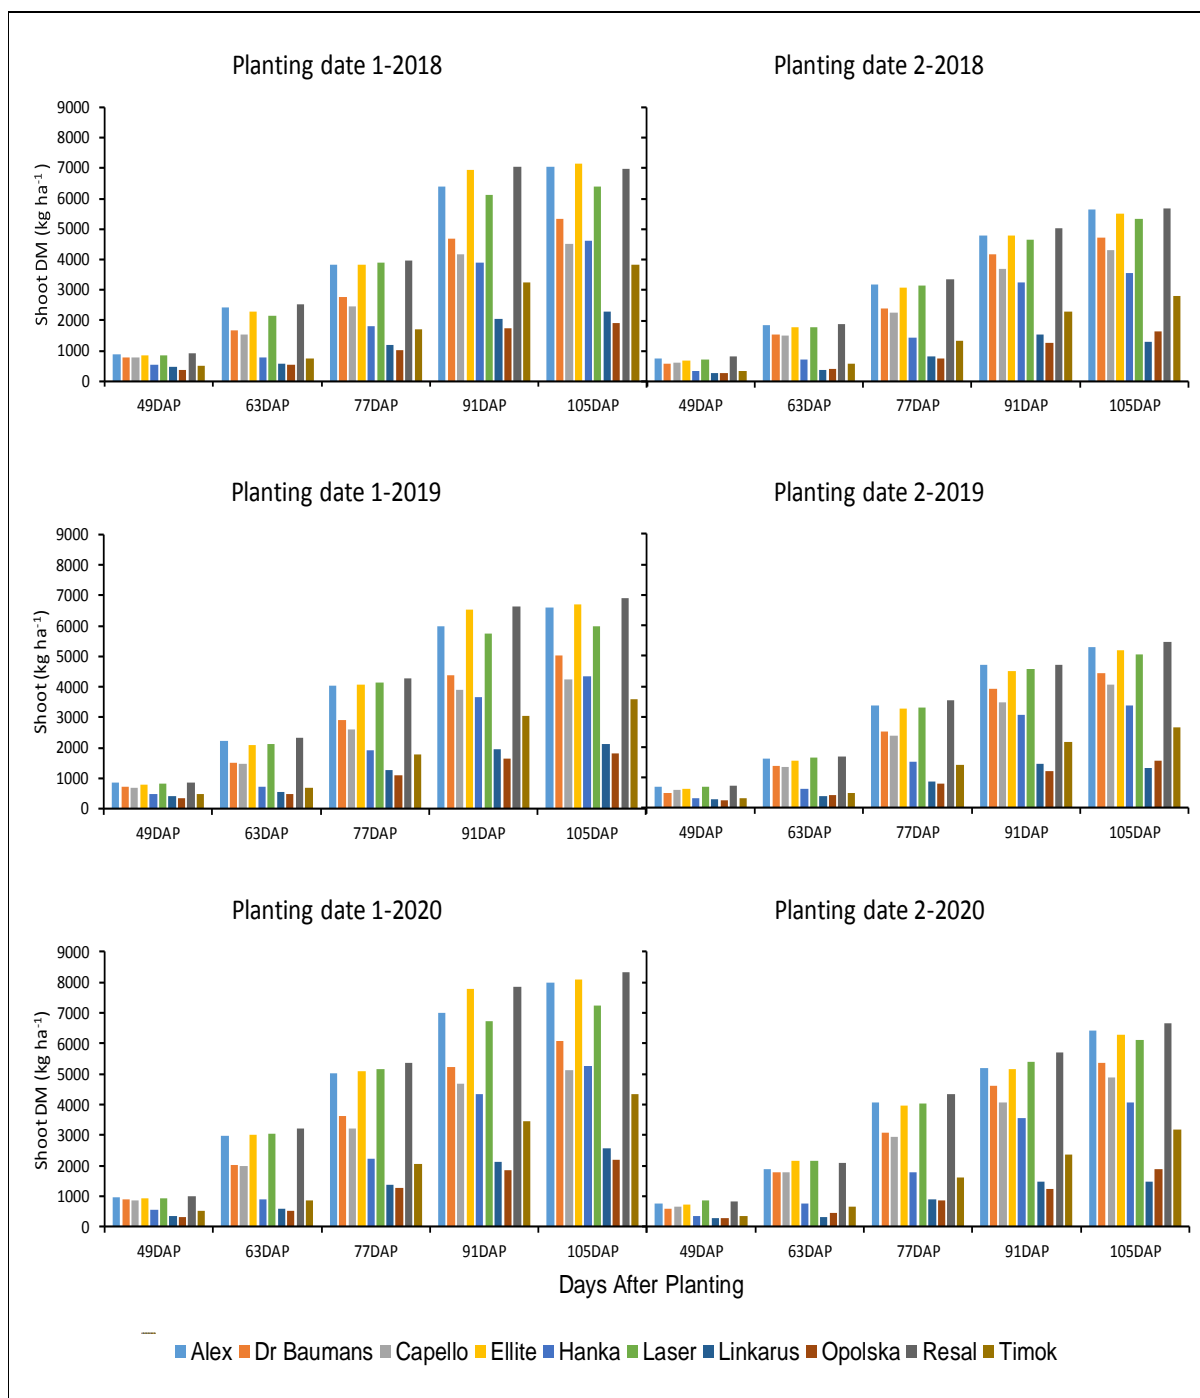 Planting date 1-2018
Planting date 2-2018
Shoot DM (kg ha⁻¹)
9000
8000
7000
6000
5000
4000
3000
2000
1000
0
49DAP 63DAP 77DAP 91DAP 105DAP
49DAP 63DAP 77DAP 91DAP 105DAP
Planting date 1-2019
Planting date 2-2019
Shoot (kg ha⁻¹)
9000
8000
7000
6000
5000
4000
3000
2000
1000
0
49DAP 63DAP 77DAP 91DAP 105DAP
49DAP 63DAP 77DAP 91DAP 105DAP
Planting date 1-2020
Planting date 2-2020
Shoot DM (kg ha⁻¹)
9000
8000
7000
6000
5000
4000
3000
2000
1000
0
49DAP 63DAP 77DAP 91DAP 105DAP
49DAP 63DAP 77DAP 91DAP 105DAP
Days After Planting
Alex Dr Baumans Capello Ellite Hanka Laser Linkarus Opolska Resal Timok